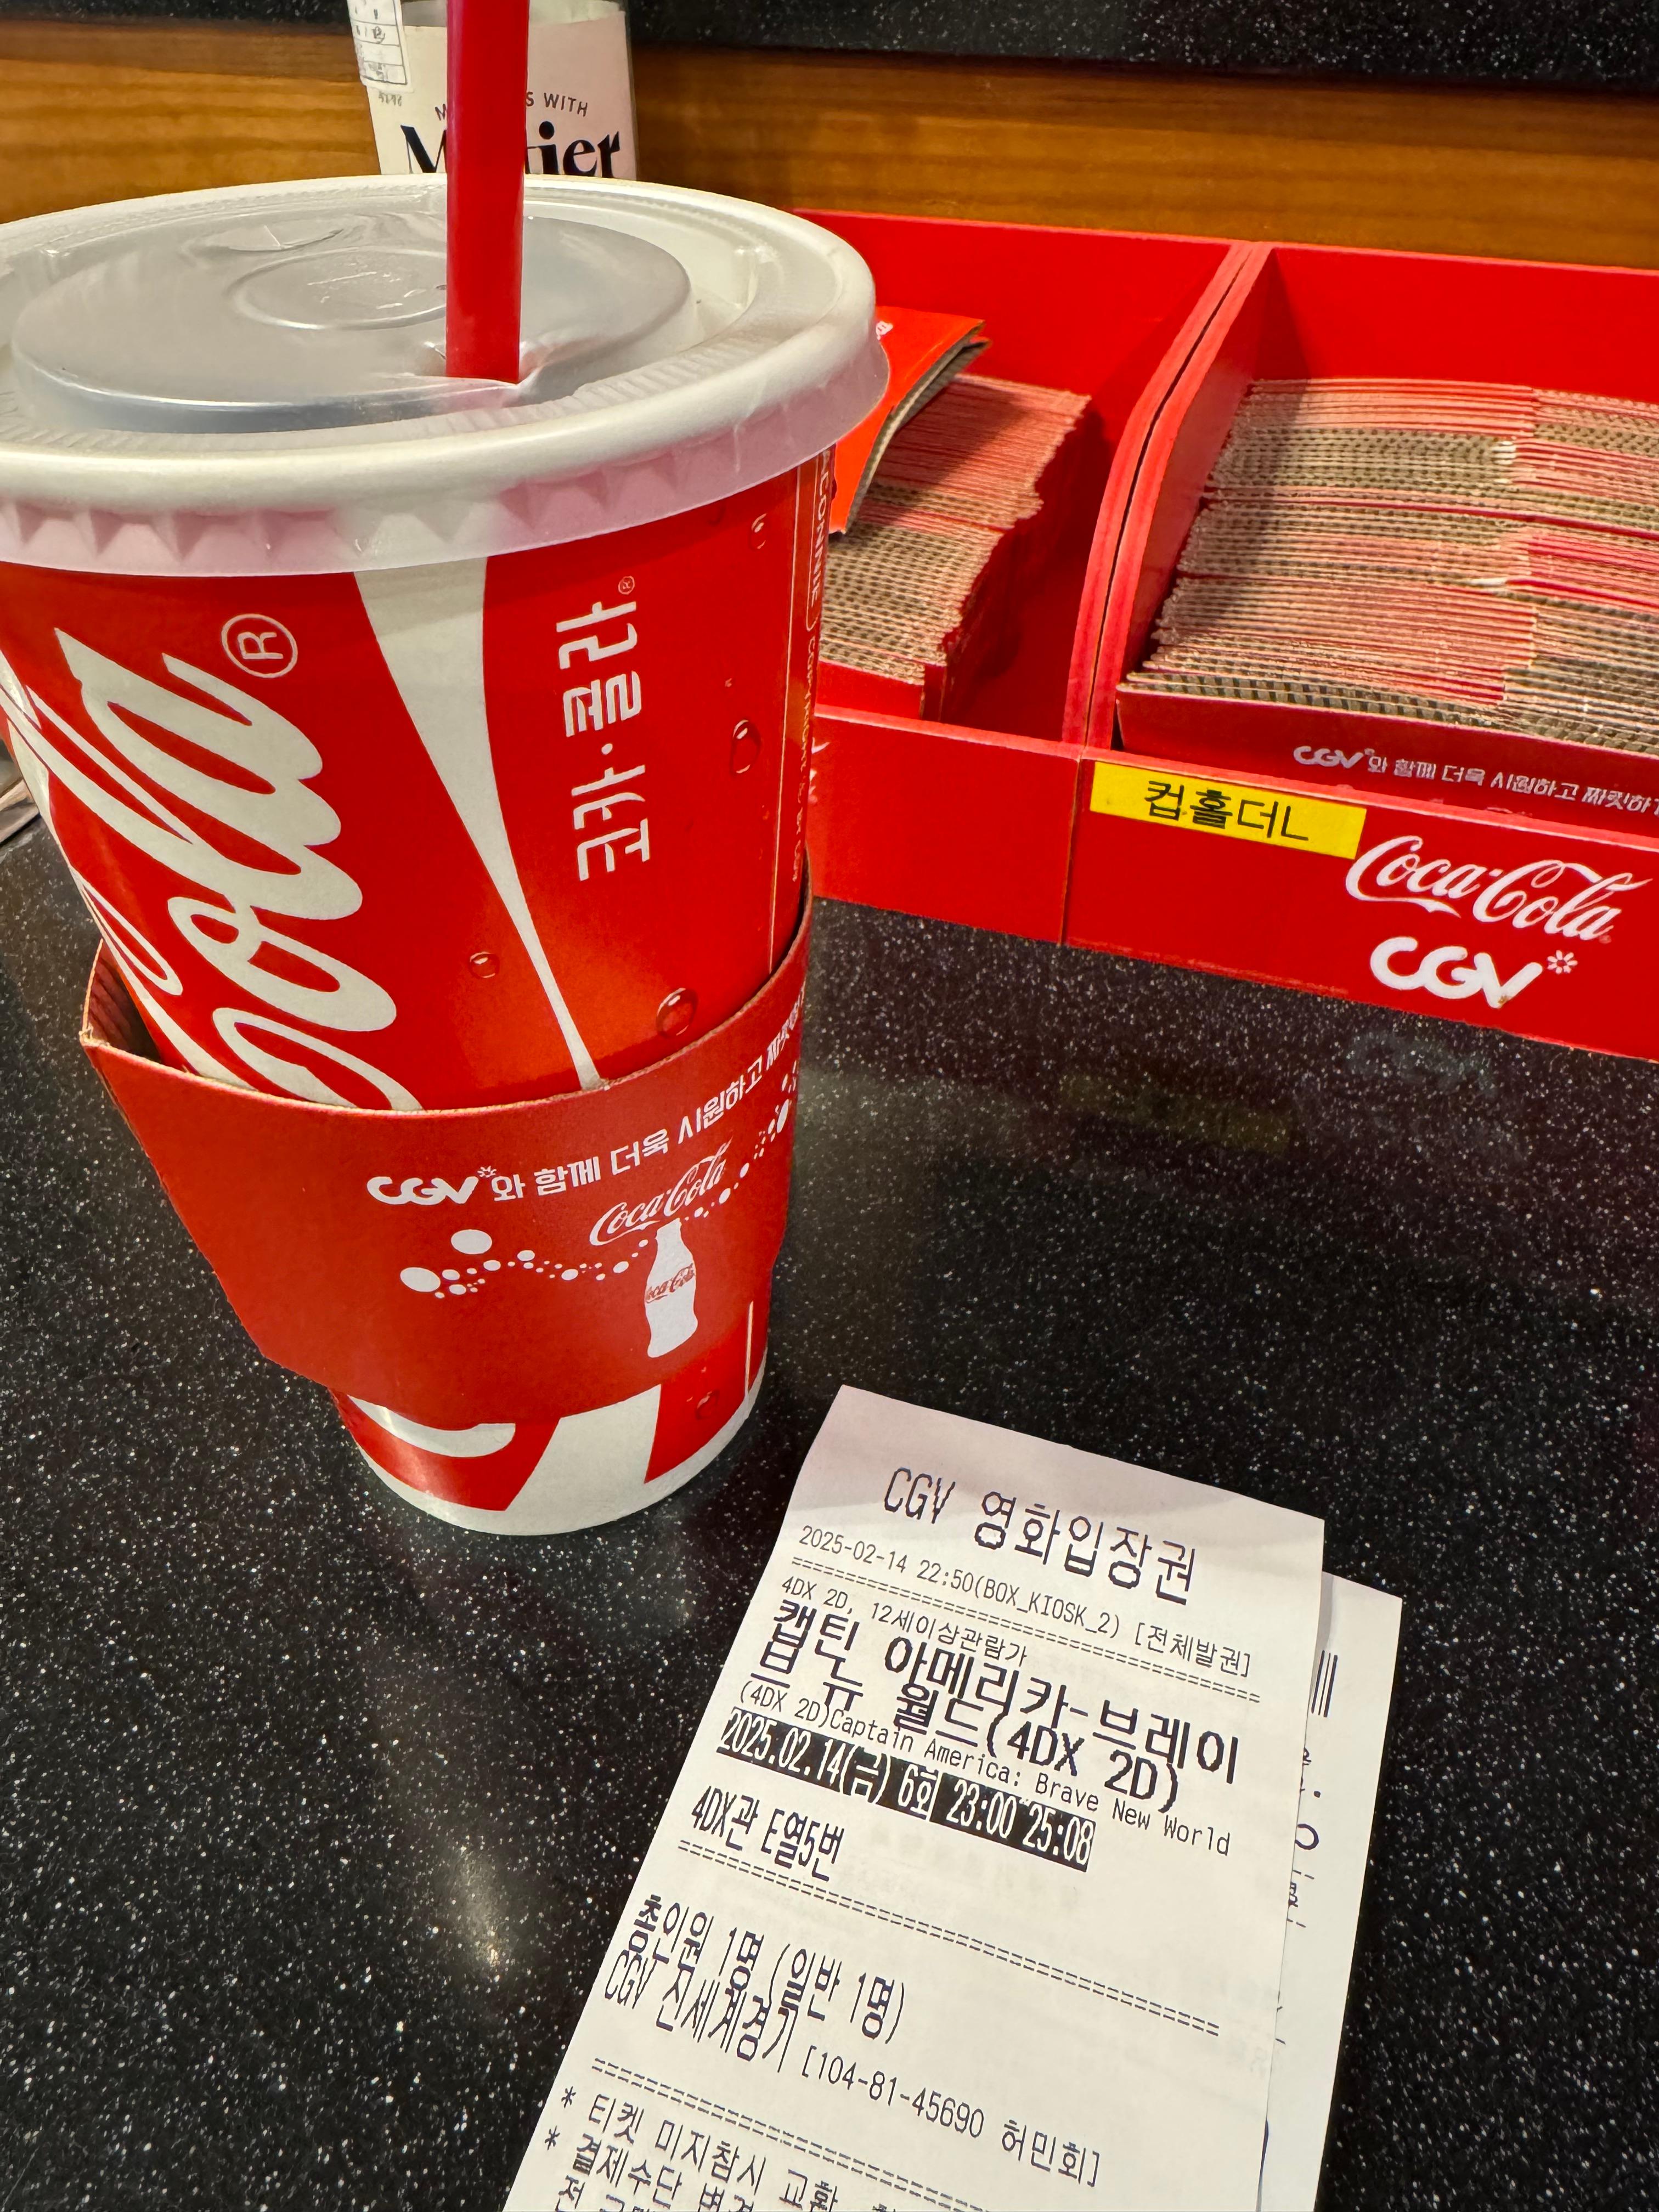 S WITH
Cola®
코카·콜라®
CGV와 함께 더욱 시원하고
Coca-Cola
Coca-Cola
CGV와 함께 더욱 시원하고 짜릿하
컵홀더L
Coca-Cola
CGV
CGV 영화입장권
2025-02-14 22:50(BOX_KIOSK_2) [전체발권]
4DX 2D, 12세이상관람가
캡틴 아메리카-브레이
브 뉴 월드(4DX 2D)
(4DX 2D)Captain America: Brave New World
2025.02.14(금) 6회 23:00~25:08
4DX관 E열5번
총인원 1명 (일반 1명)
CGV 신세계경기 [104-81-45690 허민회]
* 티켓 미지참시 교환
* 결제수단